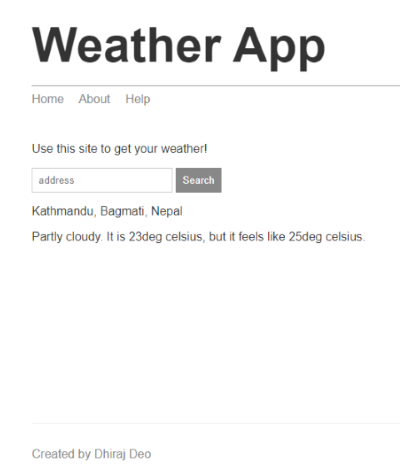 Weather App
Home About Help
Use this site to get your weather!
address Search
Kathmandu, Bagmati, Nepal
Partly cloudy. It is 23deg celsius, but it feels like 25deg celsius.
Created by Dhiraj Deo